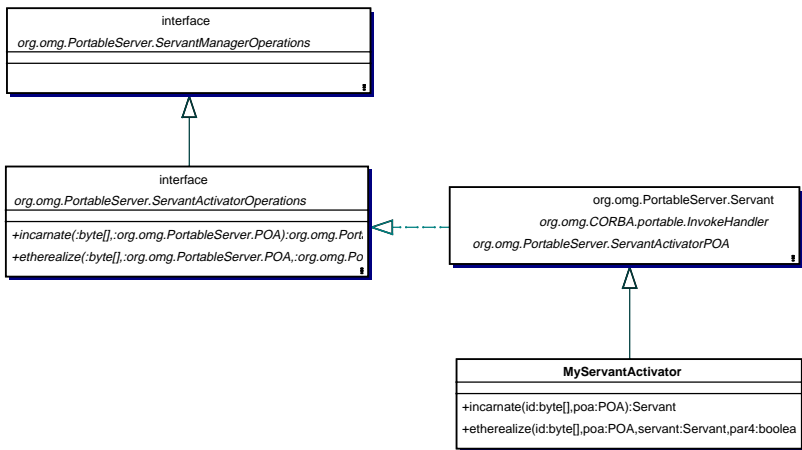 interface
org.omg.PortableServer.ServantManagerOperations
interface
org.omg.PortableServer.ServantActivatorOperations
+incarnate(:byte[],:org.omg.PortableServer.POA):org.omg.Port
+etherealize(:byte[],:org.omg.PortableServer.POA,:org.omg.Po
org.omg.PortableServer.Servant
org.omg.CORBA.portable.InvokeHandler
org.omg.PortableServer.ServantActivatorPOA
MyServantActivator
+incarnate(id:byte[],poa:POA):Servant
+etherealize(id:byte[],poa:POA,servant:Servant,par4:boolea